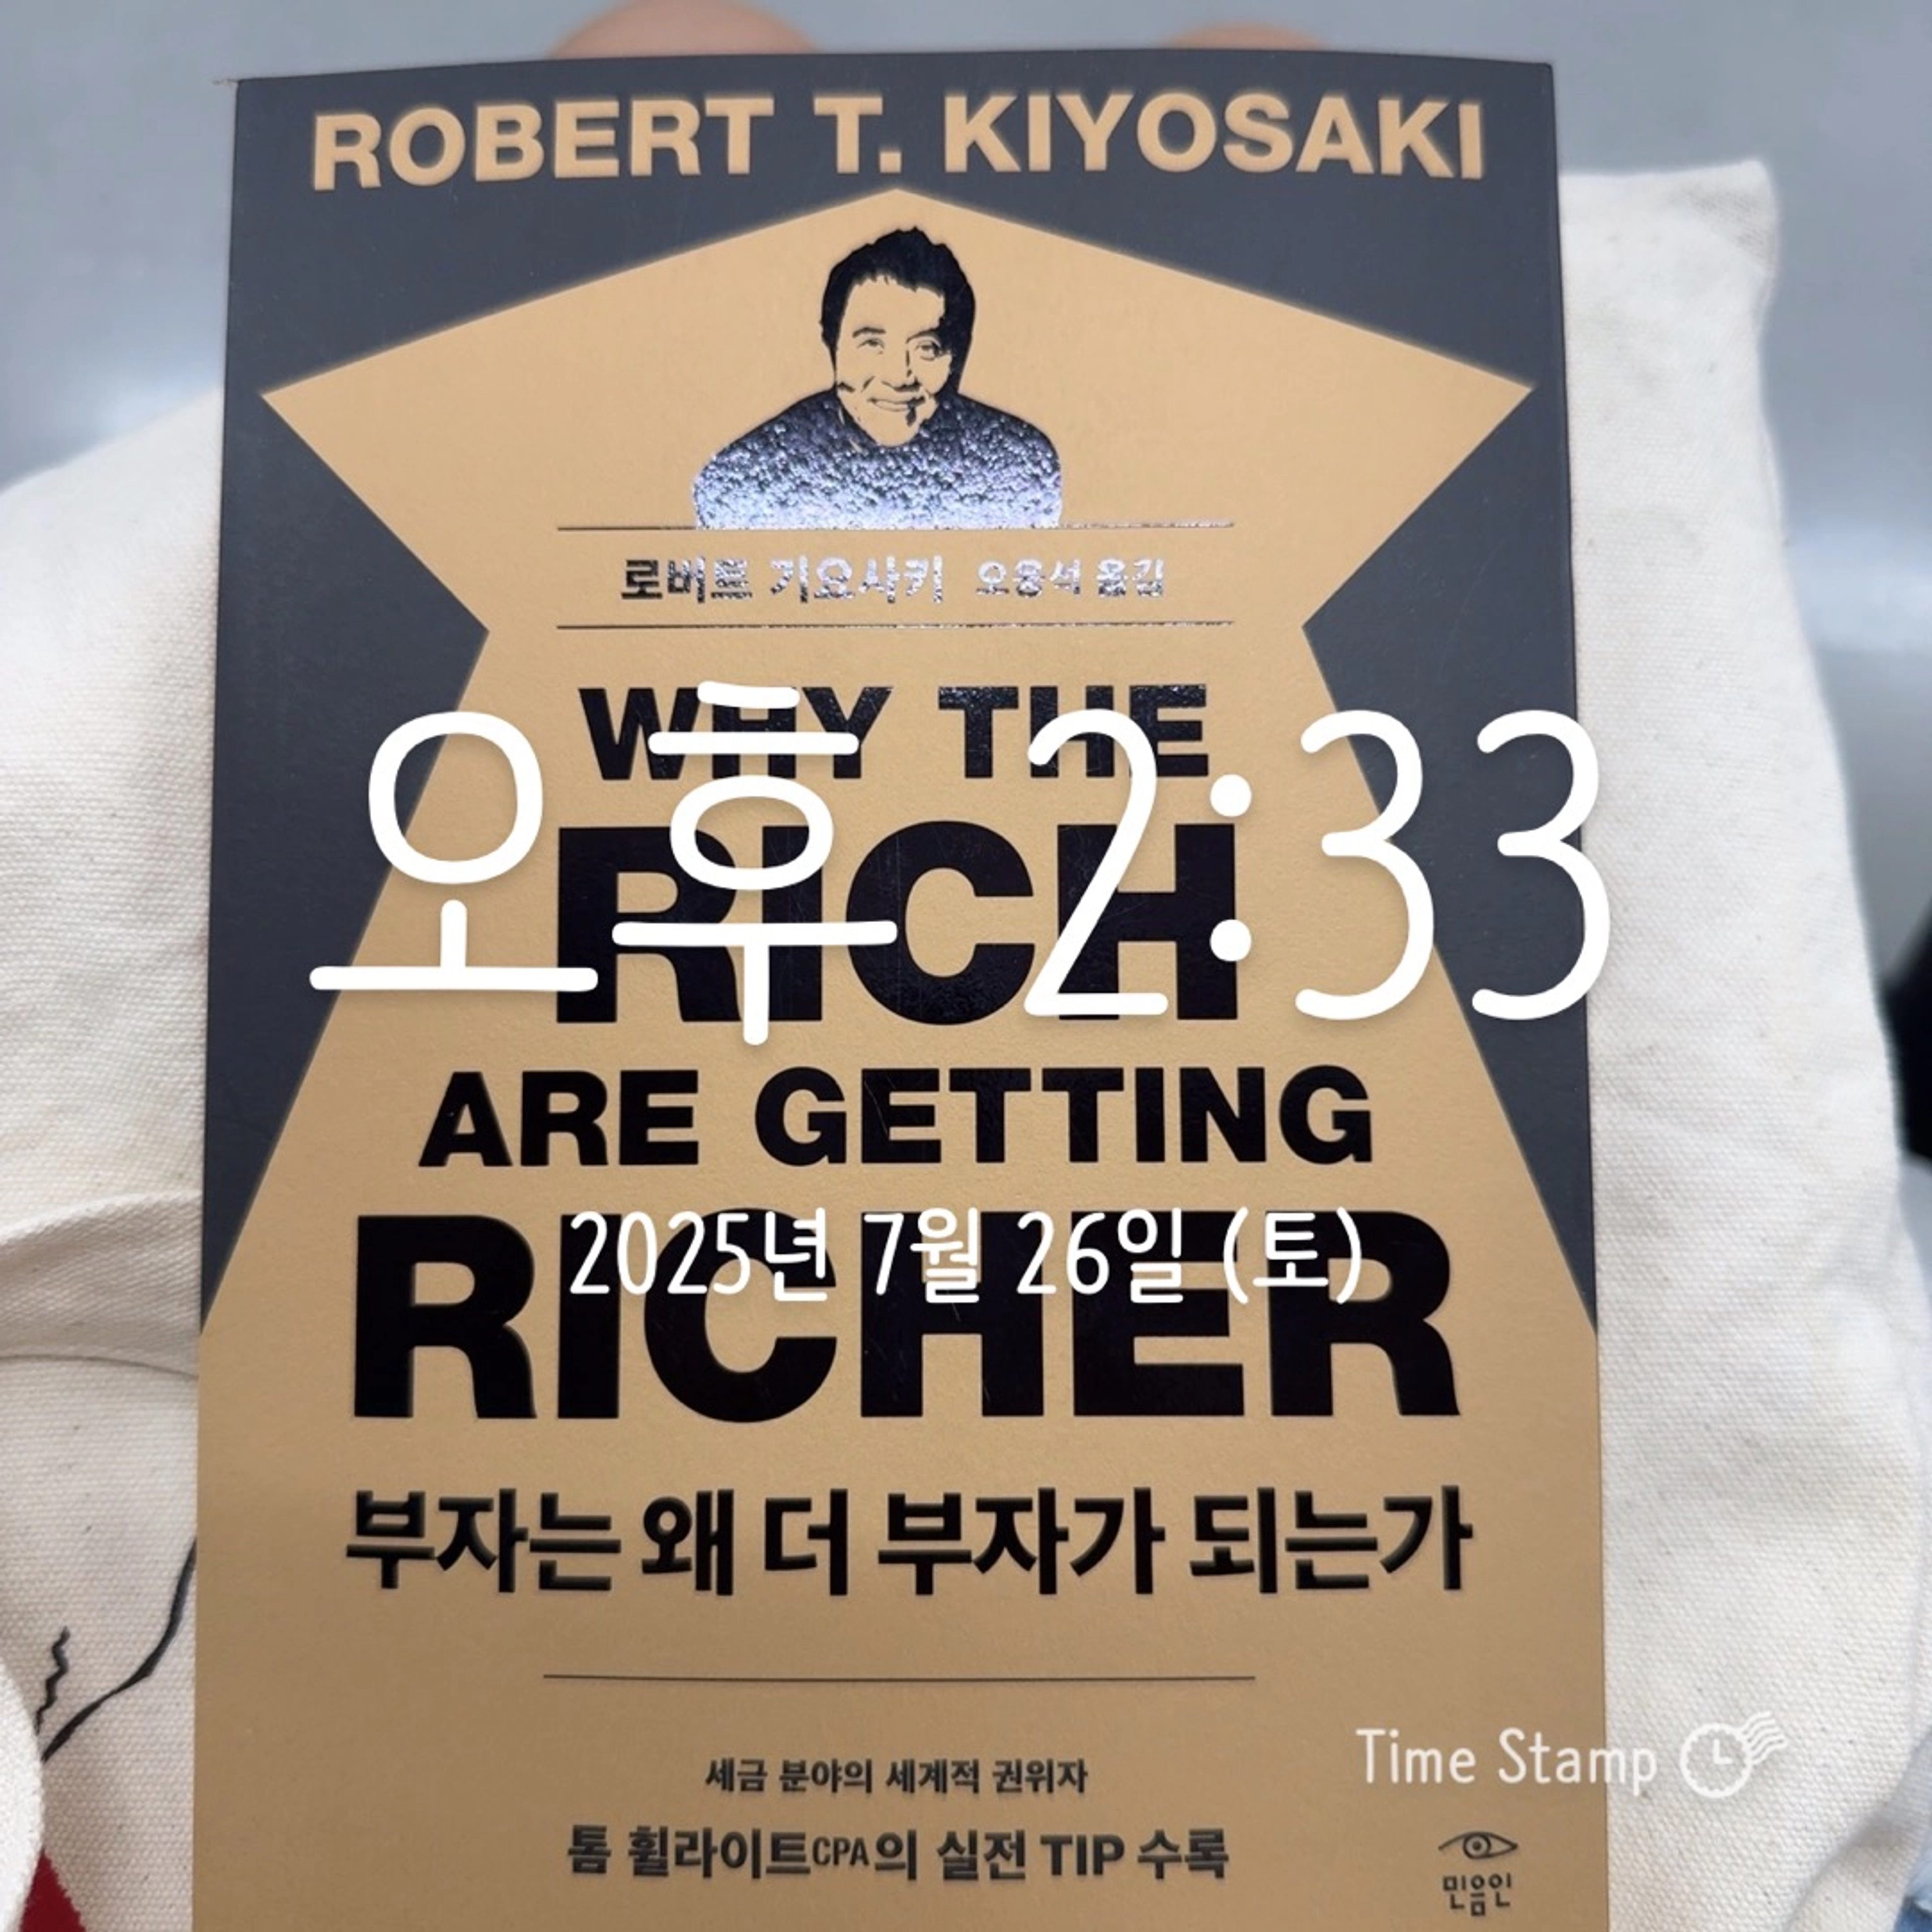 ROBERT T. KIYOSAKI
로버트 기요사키 오웅석 옮김
WHY THE
오후 2:33
RICH
ARE GETTING
2025년 7월 26일 (토)
RICHER
부자는 왜 더 부자가 되는가
세금 분야의 세계적 권위자
Time Stamp
톰 휠라이트CPA의 실전 TIP 수록
민음인